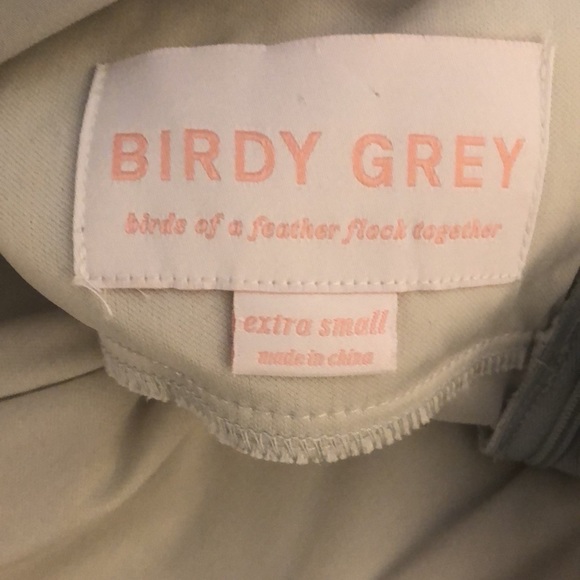 BIRDY GREY
birds of a feather flock together
extra small
made in china